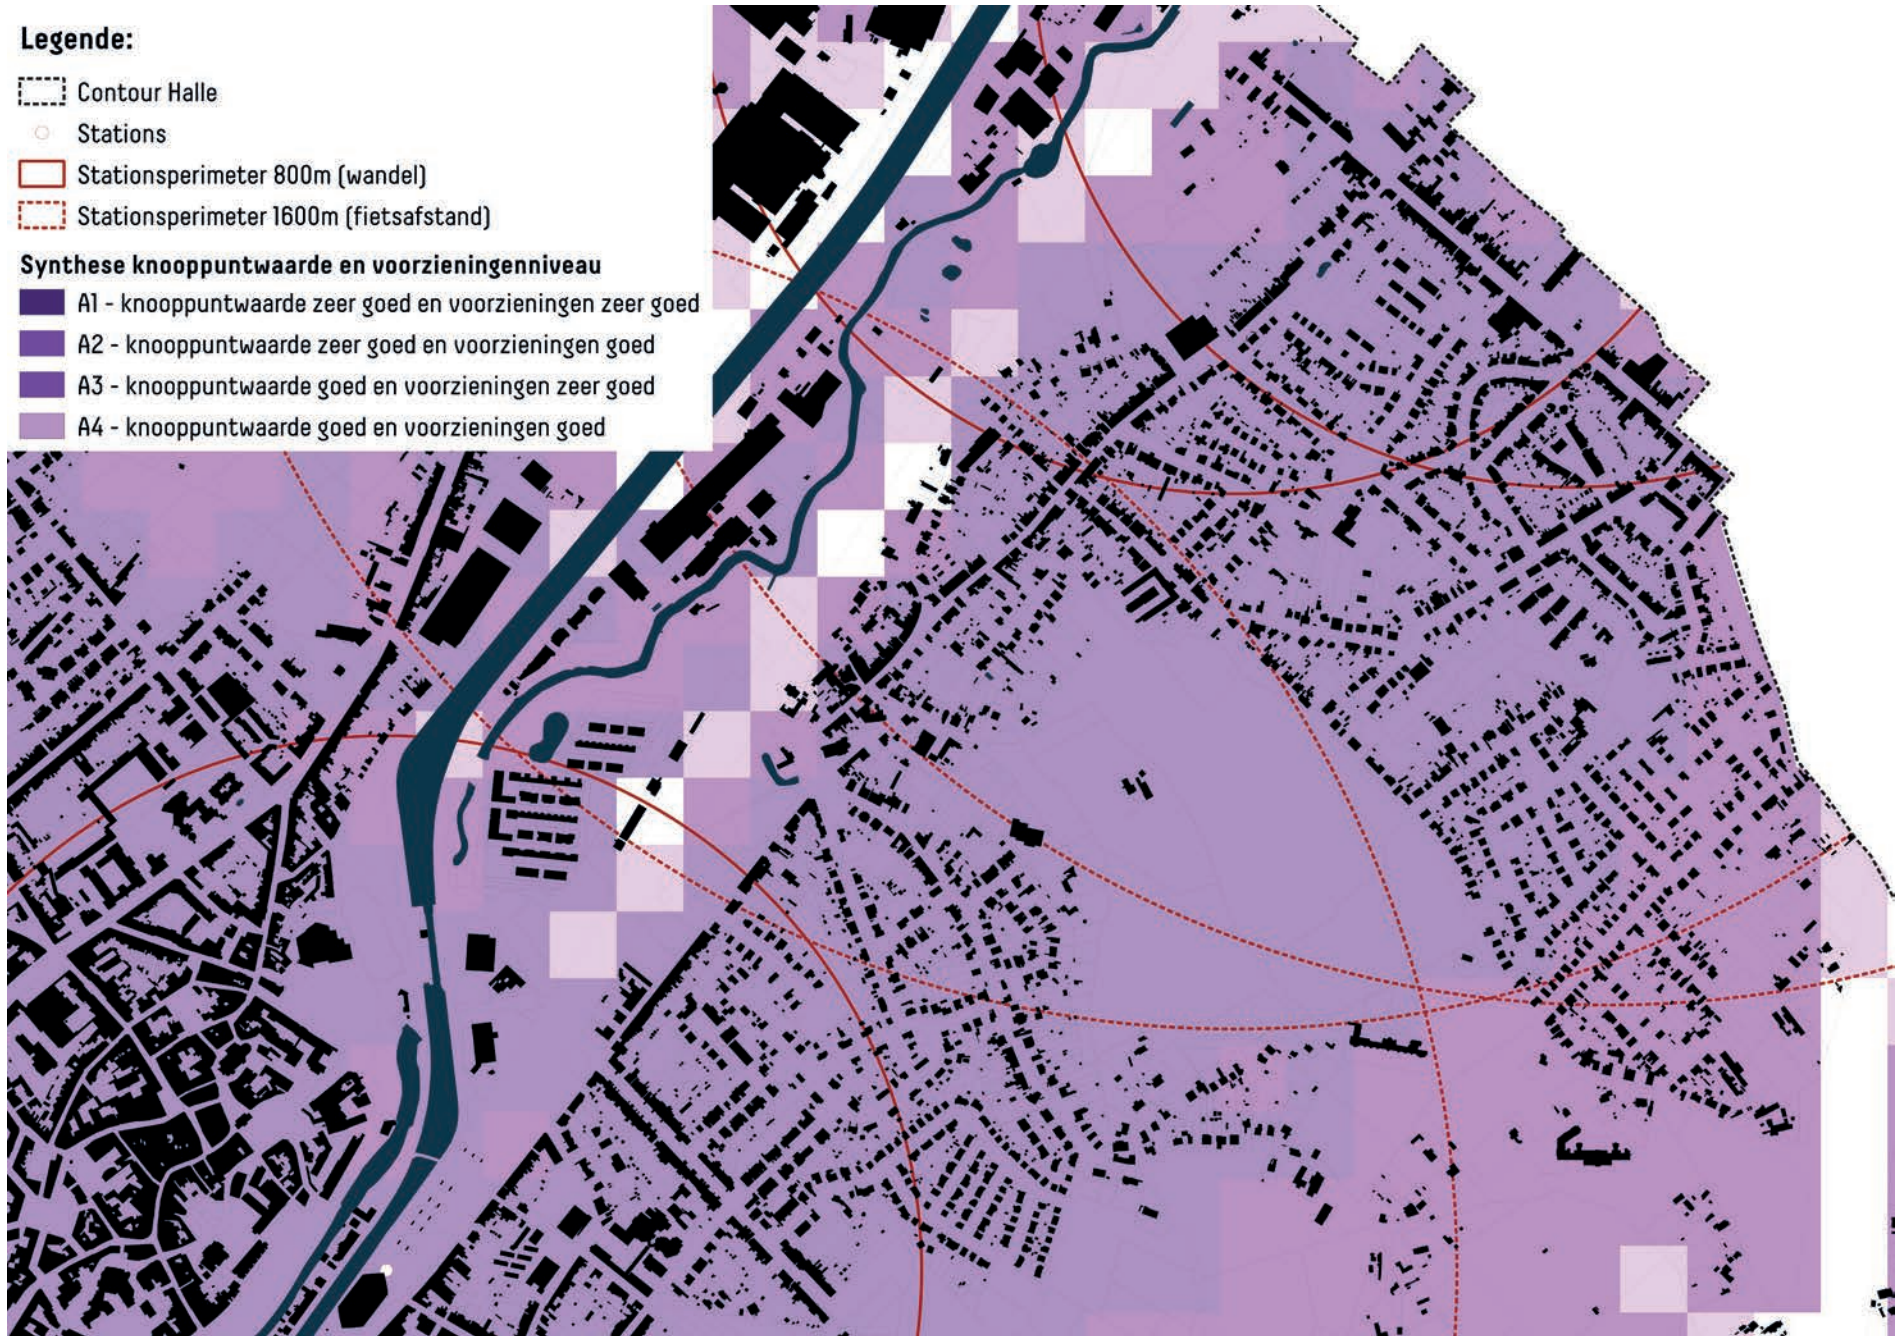 Legende:
Contour Halle
Stations
Stationsperimeter 800m (wandel)
Stationsperimeter 1600m (fietsafstand)
Synthese knooppuntwaarde en voorzieningenniveau
A1 - knooppuntwaarde zeer goed en voorzieningen zeer goed
A2 - knooppuntwaarde zeer goed en voorzieningen goed
A3 - knooppuntwaarde goed en voorzieningen zeer goed
A4 - knooppuntwaarde goed en voorzieningen goed